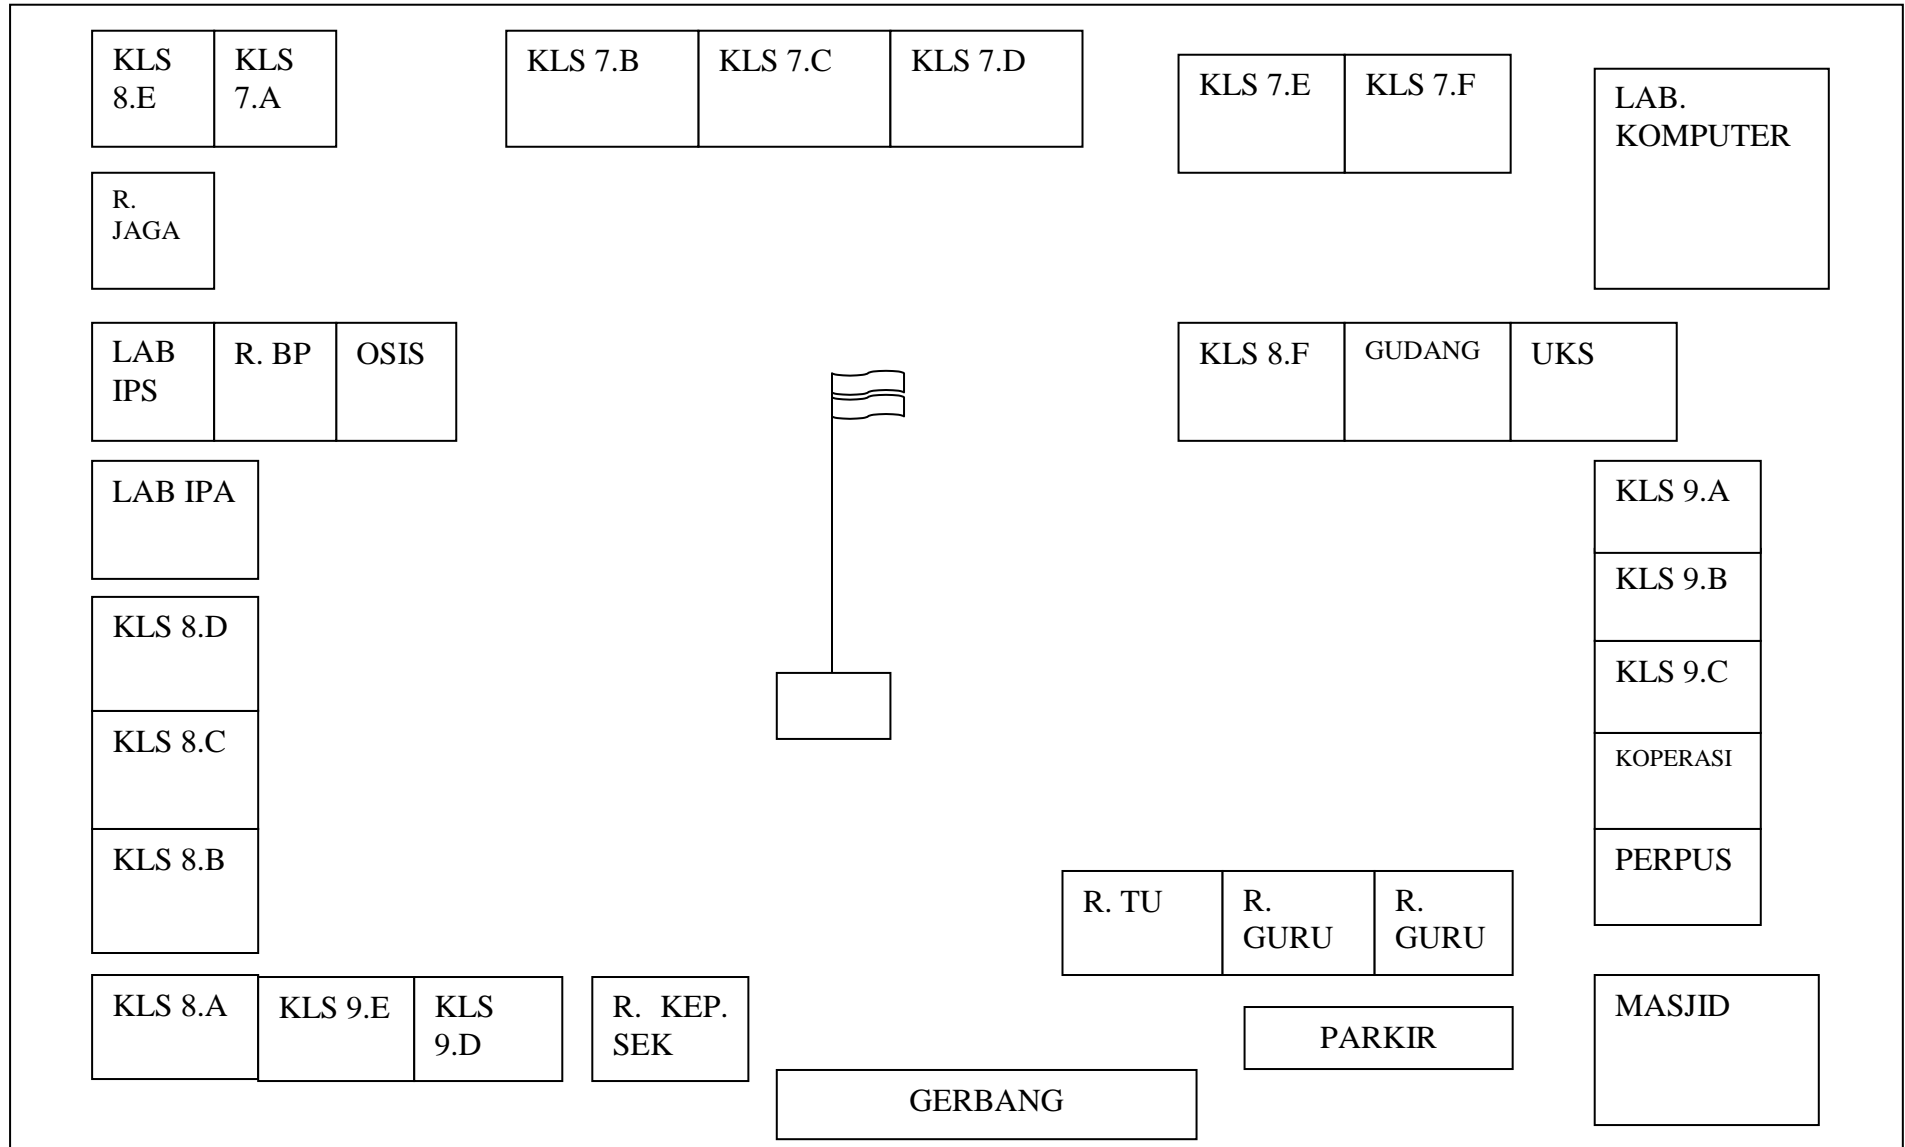 KLS
8.E
KLS
7.A
KLS 7.B
KLS 7.C
KLS 7.D
KLS 7.E
KLS 7.F
LAB.
KOMPUTER
R.
JAGA
LAB
IPS
R. BP
OSIS
KLS 8.F
GUDANG
UKS
LAB IPA
KLS 9.A
KLS 9.B
KLS 8.D
KLS 9.C
KLS 8.C
KOPERASI
KLS 8.B
PERPUS
R. TU
R.
GURU
R.
GURU
KLS 8.A
KLS 9.E
KLS
9.D
R. KEP.
SEK
PARKIR
MASJID
GERBANG